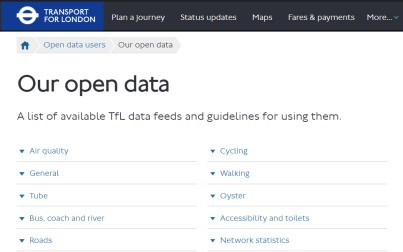 TRANSPORT
FOR LONDON
Plan a journey Status updates Maps Fares & payments More...
Open data users Our open data
Our open data
A list of available TfL data feeds and guidelines for using them.
Air quality
Cycling
General
Walking
Tube
Oyster
Bus, coach and river
Accessibility and toilets
Roads
Network statistics